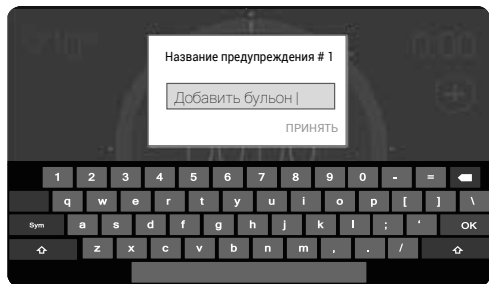 Название предупреждения # 1
Добавить бульон |
ПРИНЯТЬ
1 2 3 4 5 6 7 8 9 0 - =
q w e r t y u i o p [ ] \
Sym a s d f g h j k l ; ' OK
z x c v b n m , . /